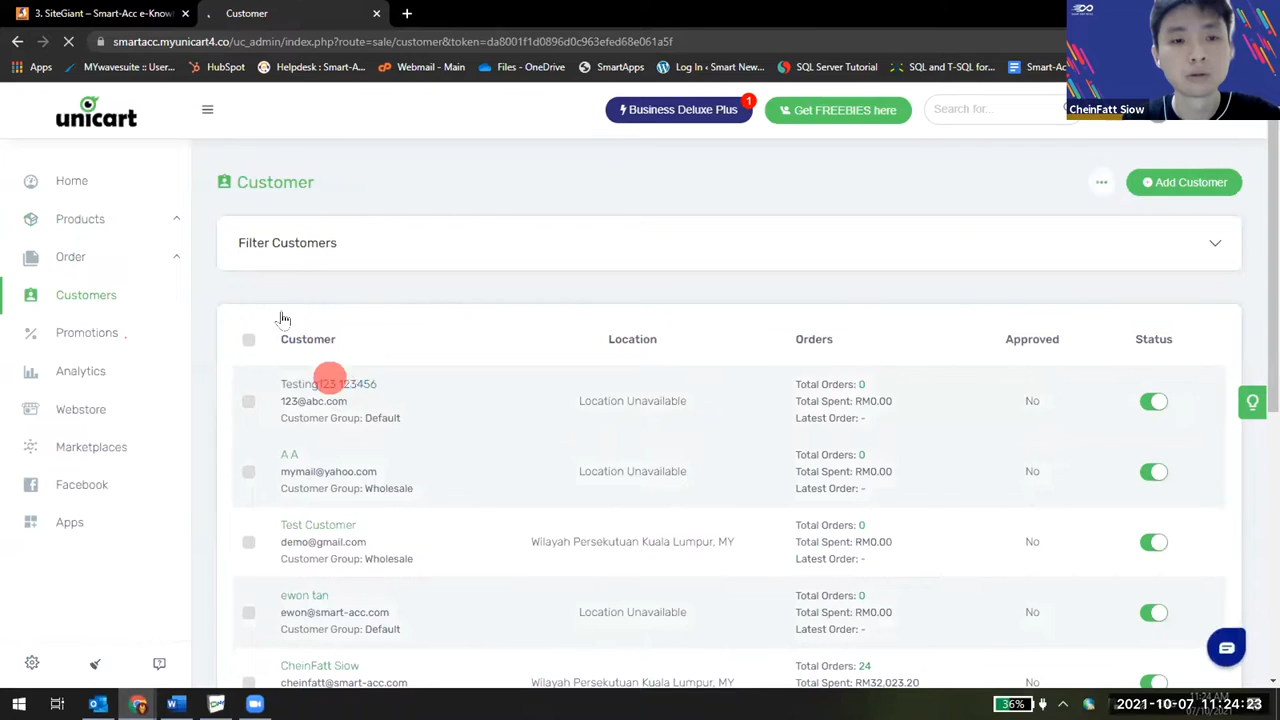 3. SiteGiant – Smart-Acc e-Know
Customer
smartacc.myunicart4.co/uc_admin/index.php?route=sale/customer&token=da8001f1d0896d0c963efed68e061a5f
Apps
MYwavesuite :: User...
HubSpot
Helpdesk : Smart-A...
Webmail - Main
Files - OneDrive
SmartApps
Log In ‹ Smart New...
SQL Server Tutorial
SQL and T-SQL for...
Smart-Ac
CheinFatt Siow
unicart
Business Deluxe Plus
1
Get FREEBIES here
Search for...
Home
Products
Order
Customers
Promotions
Analytics
Webstore
Marketplaces
Facebook
Apps
Customer
Add Customer
Filter Customers
Customer Location Orders Approved Status
Testing123 123456
123@abc.com
Customer Group: Default
Location Unavailable
Total Orders: 0
Total Spent: RM0.00
Latest Order: -
No
A A
mymail@yahoo.com
Customer Group: Wholesale
Location Unavailable
Total Orders: 0
Total Spent: RM0.00
Latest Order: -
No
Test Customer
demo@gmail.com
Customer Group: Wholesale
Wilayah Persekutuan Kuala Lumpur, MY
Total Orders: 0
Total Spent: RM0.00
Latest Order: -
No
ewon tan
ewon@smart-acc.com
Customer Group: Default
Location Unavailable
Total Orders: 0
Total Spent: RM0.00
Latest Order: -
No
CheinFatt Siow
cheinfatt@smart-acc.com
Wilayah Persekutuan Kuala Lumpur, MY
Total Orders: 24
Total Spent: RM32,023.20
No
36%
11:24 AM
07/10/2021
2021-10-07 11:24:23